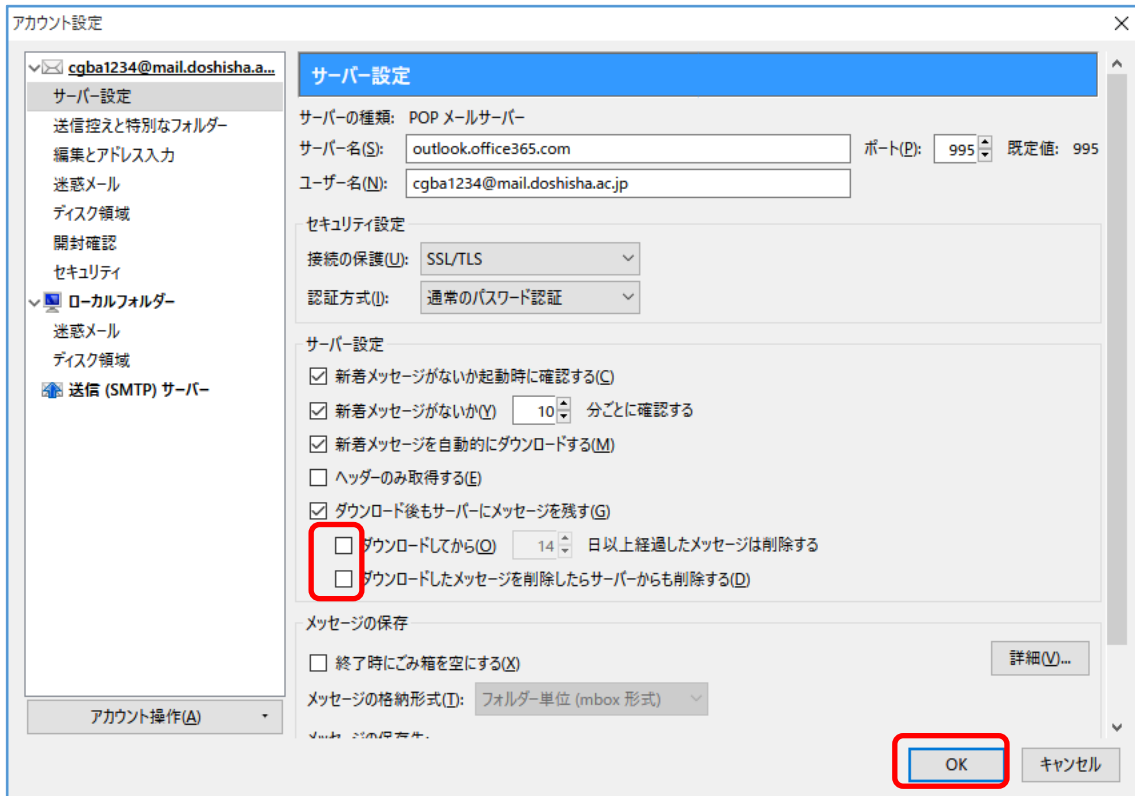 アカウント設定
cgba1234@mail.doshisha.a...
サーバー設定
送信控えと特別なフォルダー
編集とアドレス入力
迷惑メール
ディスク領域
開封確認
セキュリティ
ローカルフォルダー
迷惑メール
ディスク領域
送信 (SMTP) サーバー
アカウント操作(A)
サーバー設定
サーバーの種類: POP メールサーバー
サーバー名(S): outlook.office365.com ポート(P): 995 既定値: 995
ユーザー名(N): cgba1234@mail.doshisha.ac.jp
セキュリティ設定
接続の保護(U): SSL/TLS
認証方式(I): 通常のパスワード認証
サーバー設定
新着メッセージがないか起動時に確認する(C)
新着メッセージがないか(Y) 10 分ごとに確認する
新着メッセージを自動的にダウンロードする(M)
ヘッダーのみ取得する(E)
ダウンロード後もサーバーにメッセージを残す(G)
ダウンロードしてから(O) 14 日以上経過したメッセージは削除する
ダウンロードしたメッセージを削除したらサーバーからも削除する(D)
メッセージの保存
終了時にごみ箱を空にする(X) 詳細(V)...
メッセージの格納形式(T): フォルダー単位 (mbox 形式)
メッセージの保存先:
OK キャンセル